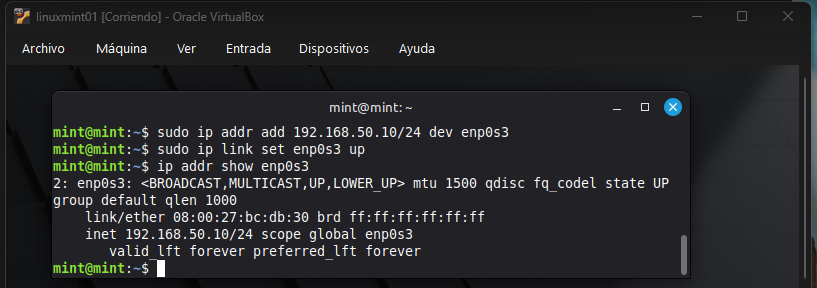 linuxmint01 [Corriendo] - Oracle VirtualBox
Archivo Máquina Ver Entrada Dispositivos Ayuda
mint@mint: ~
mint@mint:~$ sudo ip addr add 192.168.50.10/24 dev enp0s3
mint@mint:~$ sudo ip link set enp0s3 up
mint@mint:~$ ip addr show enp0s3
2: enp0s3: <BROADCAST,MULTICAST,UP,LOWER_UP> mtu 1500 qdisc fq_codel state UP
group default qlen 1000
    link/ether 08:00:27:bc:db:30 brd ff:ff:ff:ff:ff:ff
    inet 192.168.50.10/24 scope global enp0s3
       valid_lft forever preferred_lft forever
mint@mint:~$